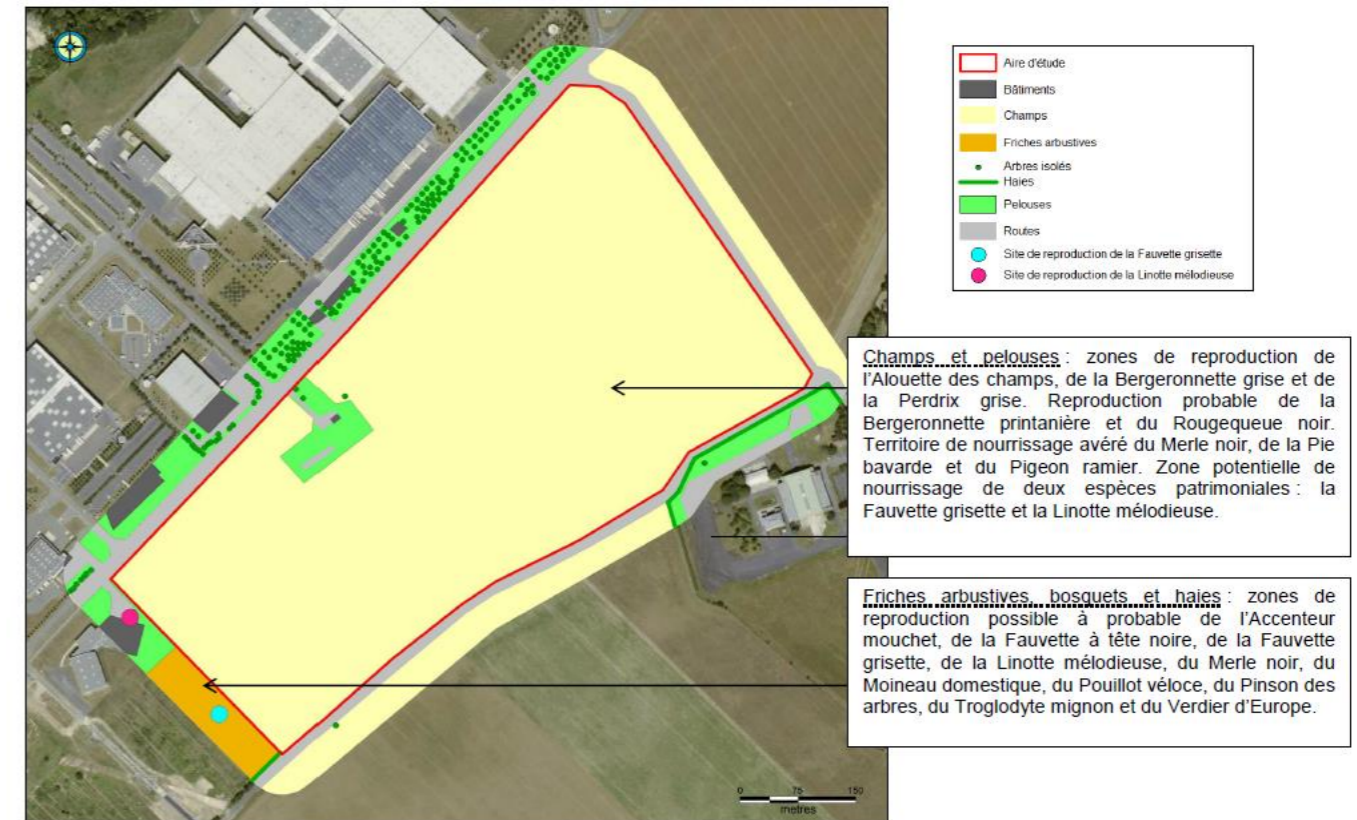 Aire d'étude
Bâtiments
Champs
Friches arbustives
Arbres isolés
Haies
Pelouses
Routes
Site de reproduction de la Fauvette grisette
Site de reproduction de la Linotte mélodieuse
Champs et pelouses : zones de reproduction de
l'Alouette des champs, de la Bergeronnette grise et de
la Perdrix grise. Reproduction probable de la
Bergeronnette printanière et du Rougequeue noir.
Territoire de nourrissage avéré du Merle noir, de la Pie
bavarde et du Pigeon ramier. Zone potentielle de
nourrissage de deux espèces patrimoniales : la
Fauvette grisette et la Linotte mélodieuse.
Friches arbustives, bosquets et haies : zones de
reproduction possible à probable de l'Accenteur
mouchet, de la Fauvette à tête noire, de la Fauvette
grisette, de la Linotte mélodieuse, du Merle noir, du
Moineau domestique, du Pouillot véloce, du Pinson des
arbres, du Troglodyte mignon et du Verdier d'Europe.
0 75 150
metres